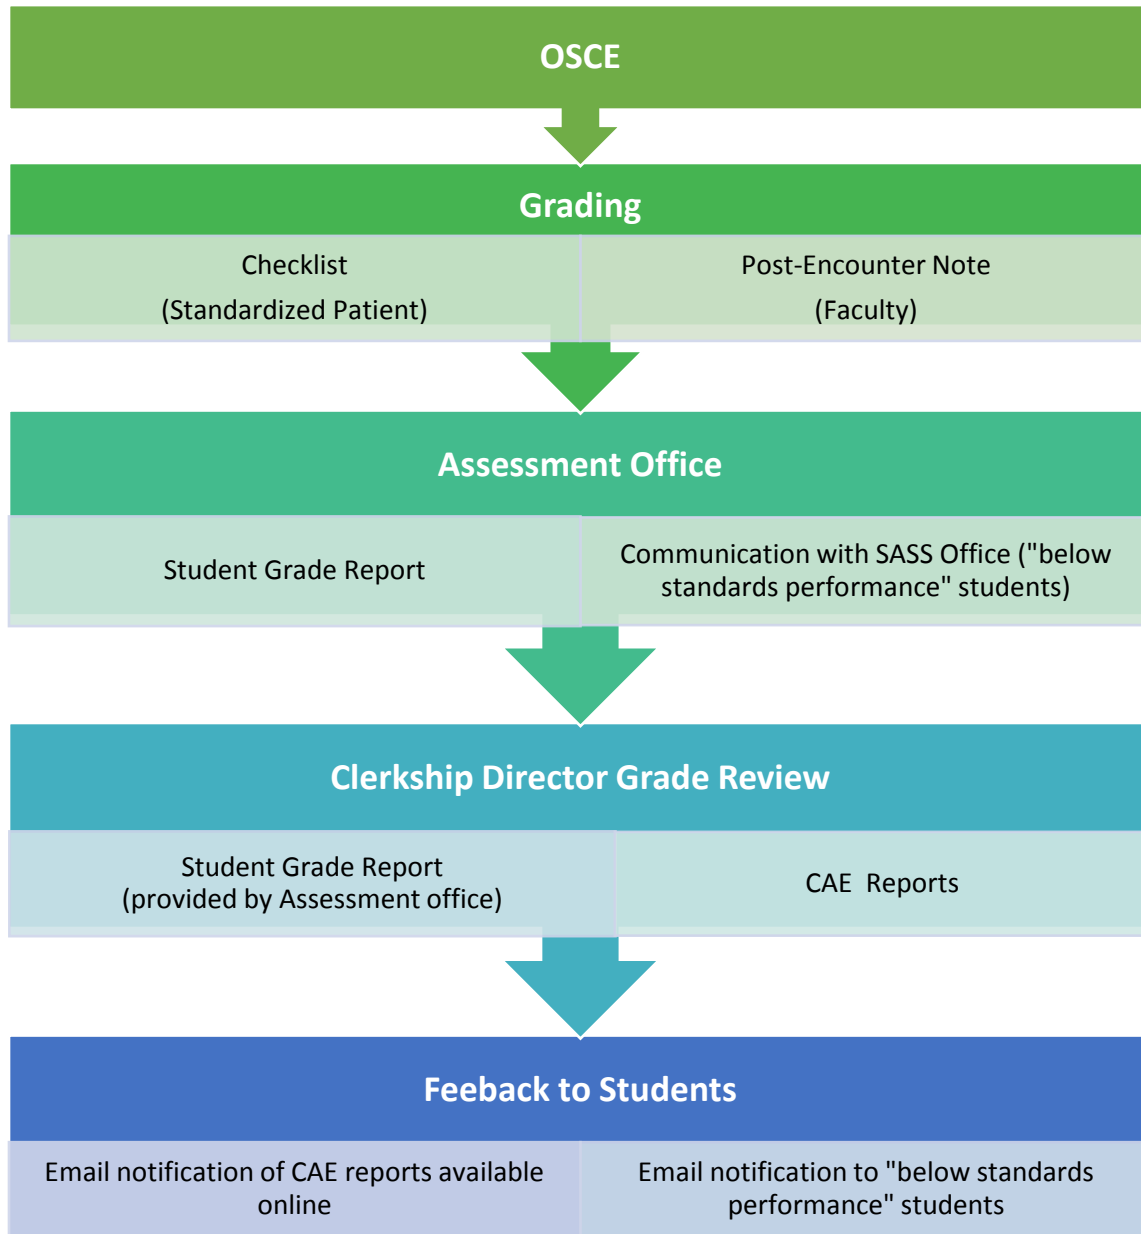 OSCE
Grading
Checklist
(Standardized Patient)
Post-Encounter Note
(Faculty)
Assessment Office
Student Grade Report
Communication with SASS Office ("below
standards performance" students)
Clerkship Director Grade Review
Student Grade Report
(provided by Assessment office)
CAE  Reports
Feeback to Students
Email notification of CAE reports available
online
Email notification to "below standards
performance" students